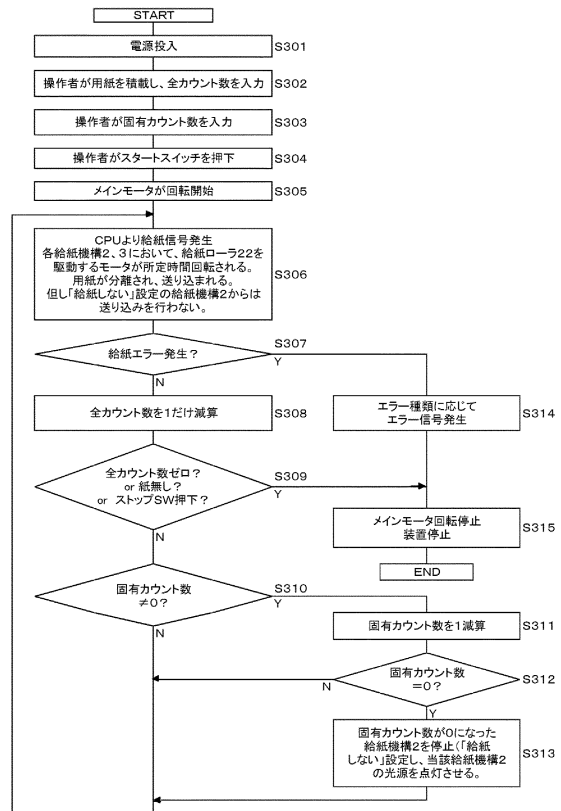 START
電源投入
S301
操作者が用紙を積載し、全カウント数を入力
S302
操作者が固有カウント数を入力
S303
操作者がスタートスイッチを押下
S304
メインモータが回転開始
S305
CPUより給紙信号発生
各給紙機構2、3において、給紙ローラ22を
駆動するモータが所定時間回転される。
用紙が分離され、送り込まれる。
但し「給紙しない」設定の給紙機構2からは
送り込みを行わない。
S306
給紙エラー発生？
S307
Y
N
全カウント数を1だけ減算
S308
エラー種類に応じて
エラー信号発生
S314
全カウント数ゼロ？
or 紙無し？
or ストップSW押下？
S309
Y
N
メインモータ回転停止
装置停止
S315
END
固有カウント数
≠0？
S310
Y
N
固有カウント数を1減算
S311
固有カウント数
＝0？
S312
N
Y
固有カウント数が0になった
給紙機構2を停止（「給紙
しない」設定し、当該給紙機構2
の光源を点灯させる。
S313